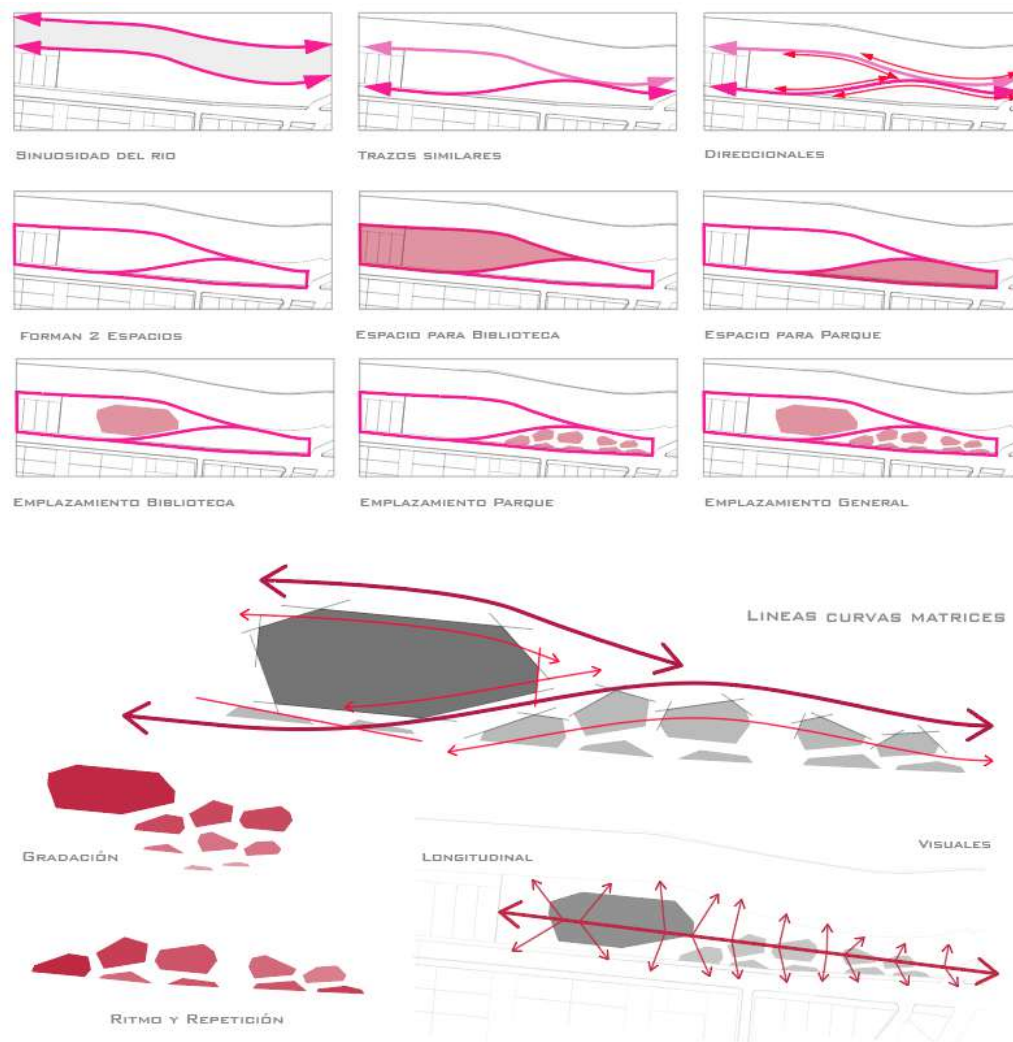 SINUOSIDAD DEL RIO
TRAZOS SIMILARES
DIRECCIONALES
FORMAN 2 ESPACIOS
ESPACIO PARA BIBLIOTECA
ESPACIO PARA PARQUE
EMPLAZAMIENTO BIBLIOTECA
EMPLAZAMIENTO PARQUE
EMPLAZAMIENTO GENERAL
LINEAS CURVAS MATRICES
GRADACIÓN
LONGITUDINAL
VISUALES
RITMO Y REPETICIÓN